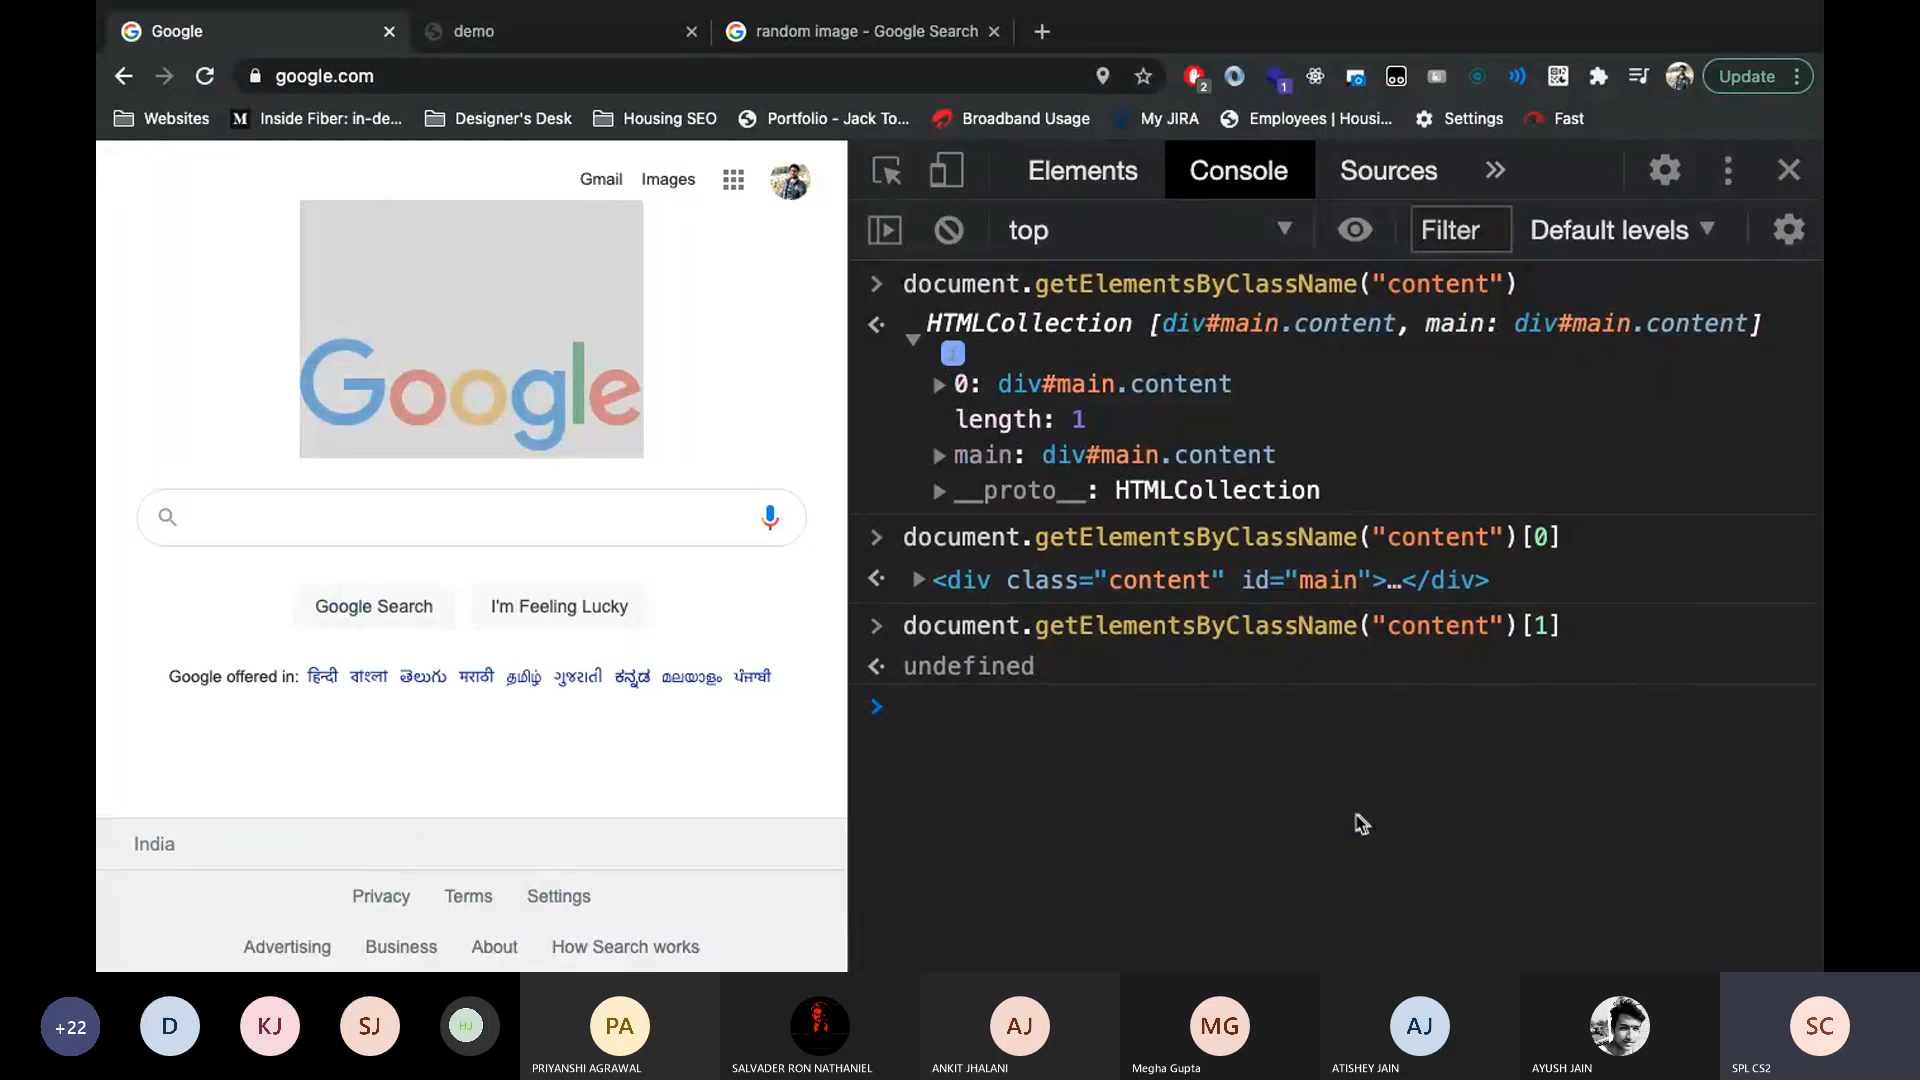 Google
demo
random image - Google Search
google.com
2
1
Update
Websites
M Inside Fiber: in-de...
Designer's Desk
Housing SEO
Portfolio - Jack To...
Broadband Usage
My JIRA
Employees | Housi...
Settings
Fast
Gmail Images
Google
Google Search
I'm Feeling Lucky
Google offered in: हिन्दी বাংলা తెలుగు मराठी தமிழ் ગુજરાતી ಕನ್ನಡ മലയാളം ਪੰਜਾਬੀ
India
Privacy Terms Settings
Advertising Business About How Search works
Elements Console Sources »
top
Filter
Default levels
> document.getElementsByClassName("content")
HTMLCollection [div#main.content, main: div#main.content]
i
0: div#main.content
length: 1
main: div#main.content
__proto__: HTMLCollection
> document.getElementsByClassName("content")[0]
<div class="content" id="main">…</div>
> document.getElementsByClassName("content")[1]
undefined
>
+22
D
KJ
SJ
HJ
PA
PRIYANSHI AGRAWAL
SALVADER RON NATHANIEL
AJ
ANKIT JHALANI
MG
Megha Gupta
AJ
ATISHEY JAIN
AYUSH JAIN
SC
SPL CS2